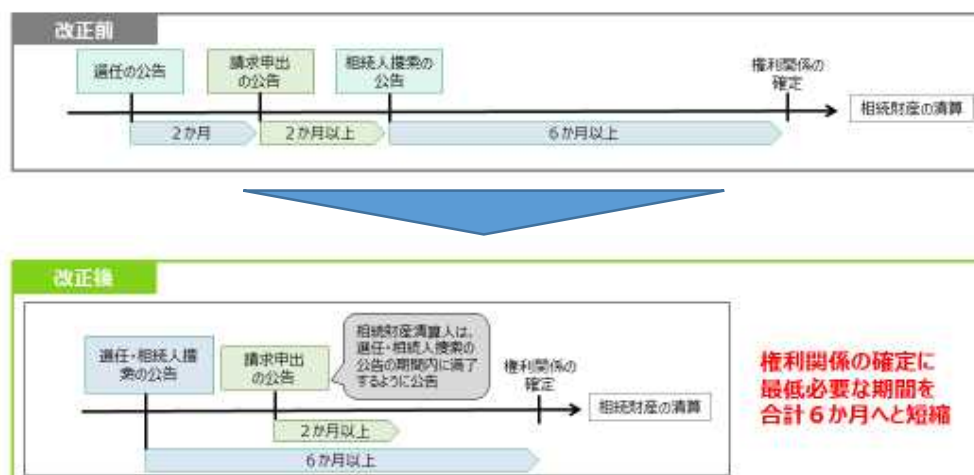 改正前
選任の公告
請求申出
の公告
相続人捜索の
公告
権利関係の
確定
相続財産の清算
2か月
2か月以上
6か月以上
改正後
選任・相続人捜
索の公告
請求申出
の公告
相続財産清算人は、
選任・相続人捜索の
公告の期間内に満了
するように公告
権利関係の
確定
相続財産の清算
2か月以上
6か月以上
権利関係の確定に
最低必要な期間を
合計6か月へと短縮